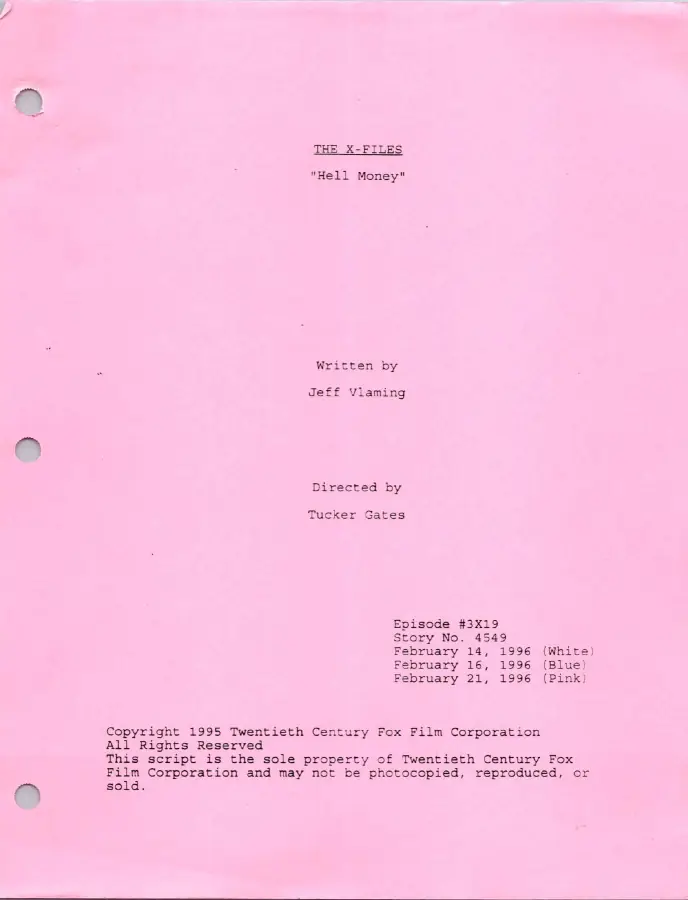 THE X-FILES
"Hell Money"
Written by
Jeff Vlaming
Directed by
Tucker Gates
Episode #3X19
Story No. 4549
February 14, 1996 (White)
February 16, 1996 (Blue)
February 21, 1996 (Pink)
Copyright 1995 Twentieth Century Fox Film Corporation
All Rights Reserved
This script is the sole property of Twentieth Century Fox
Film Corporation and may not be photocopied, reproduced, or
sold.